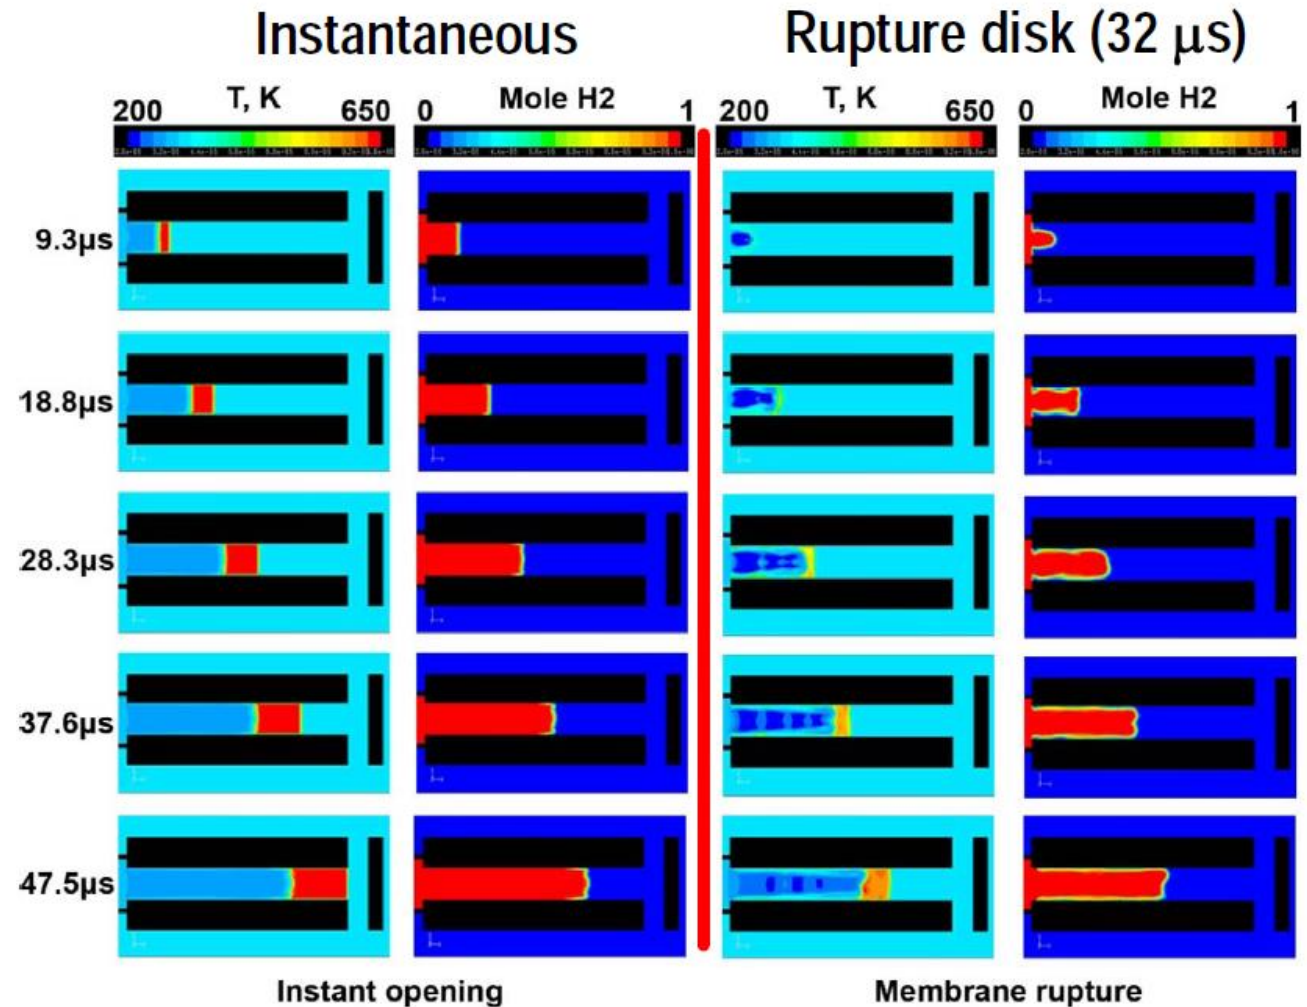 Instantaneous
Rupture disk (32 μs)
T, K
200
650
Mole H2
0
1
T, K
200
650
Mole H2
0
1
9.3μs
18.8μs
28.3μs
37.6μs
47.5μs
Instant opening
Membrane rupture